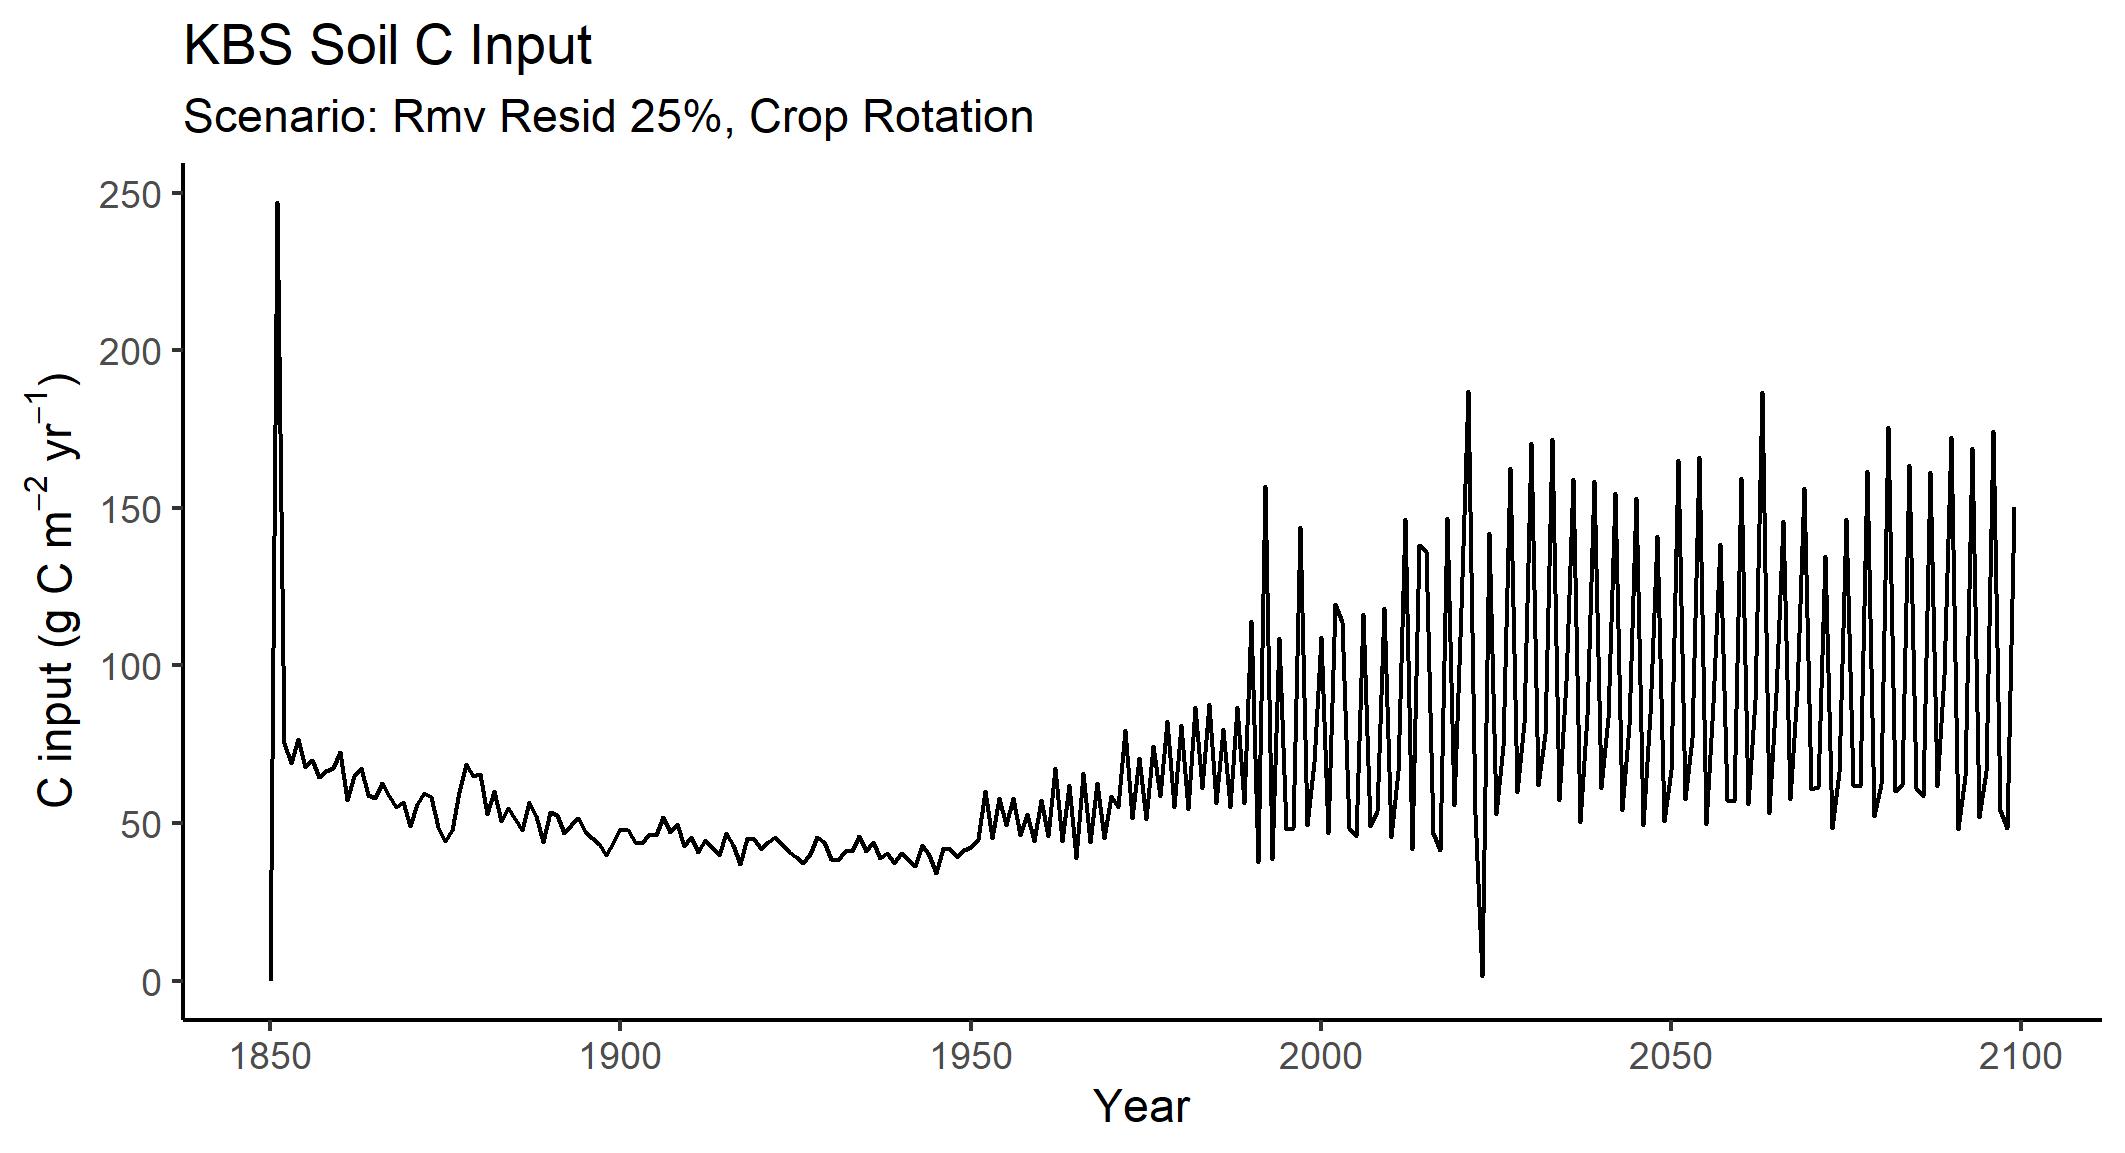 KBS Soil C Input
Scenario: Rmv Resid 25%, Crop Rotation
C input (g C m⁻² yr⁻¹)
250
200
150
100
50
0
1850 1900 1950 2000 2050 2100
Year